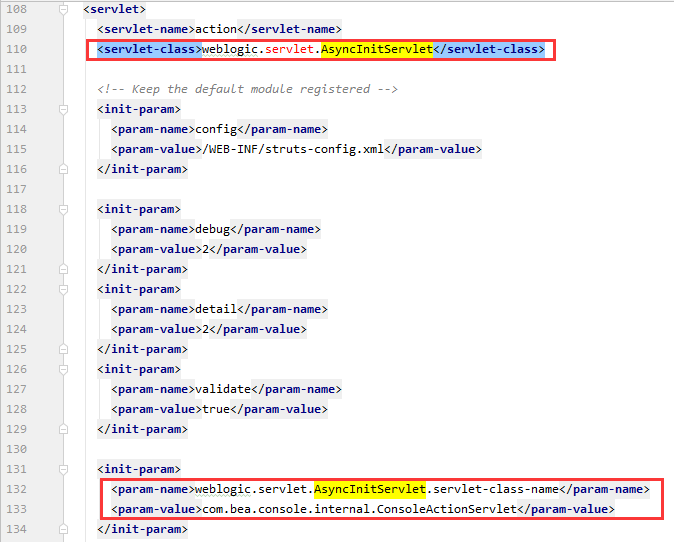 108 <servlet>
109 <servlet-name>action</servlet-name>
110 <servlet-class>weblogic.servlet.AsyncInitServlet</servlet-class>
111
112 <!-- Keep the default module registered -->
113 <init-param>
114 <param-name>config</param-name>
115 <param-value>/WEB-INF/struts-config.xml</param-value>
116 </init-param>
117
118 <init-param>
119 <param-name>debug</param-name>
120 <param-value>2</param-value>
121 </init-param>
122 <init-param>
123 <param-name>detail</param-name>
124 <param-value>2</param-value>
125 </init-param>
126 <init-param>
127 <param-name>validate</param-name>
128 <param-value>true</param-value>
129 </init-param>
130
131 <init-param>
132 <param-name>weblogic.servlet.AsyncInitServlet.servlet-class-name</param-name>
133 <param-value>com.bea.console.internal.ConsoleActionServlet</param-value>
134 </init-param>